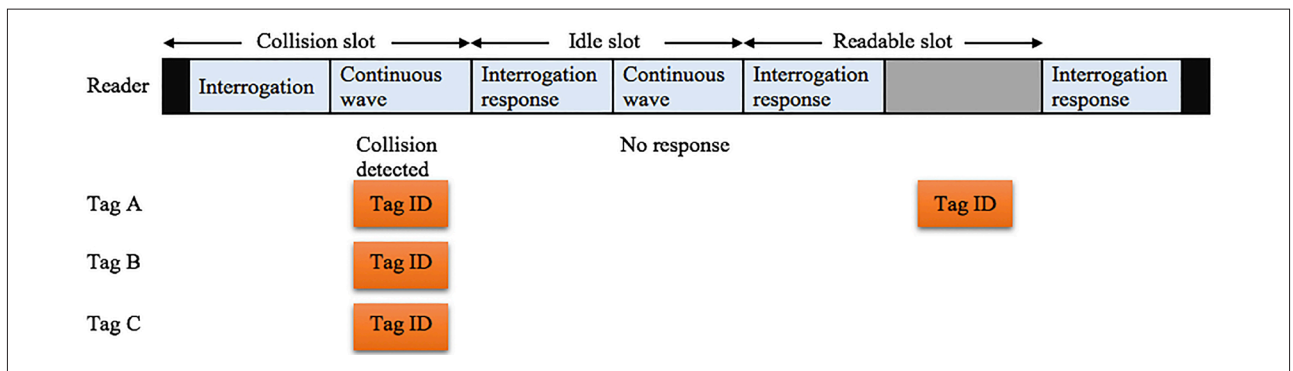 Collision slot
Idle slot
Readable slot
Reader
Interrogation
Continuous
wave
Interrogation
response
Continuous
wave
Interrogation
response
Interrogation
response
Collision
detected
No response
Tag A
Tag ID
Tag ID
Tag B
Tag ID
Tag C
Tag ID